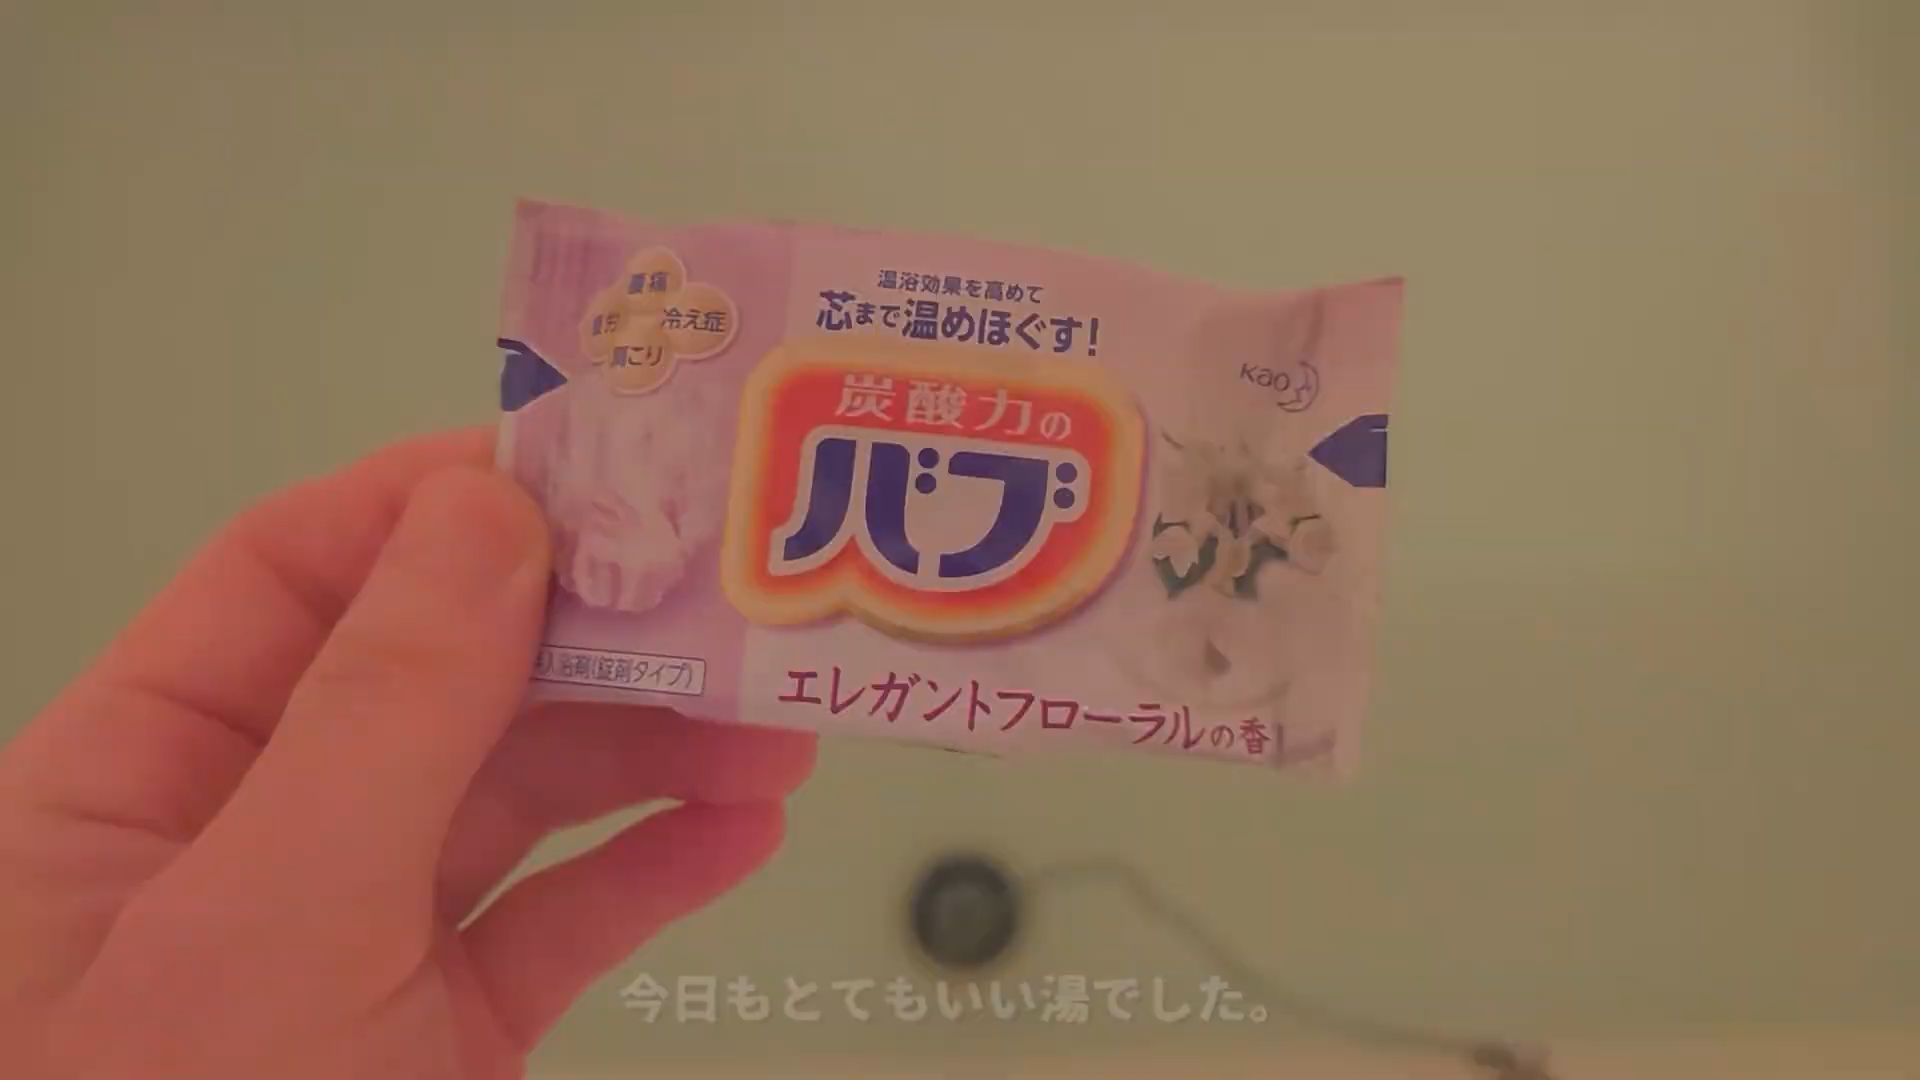 温浴効果を高めて
芯まで温めほぐす!
腰痛
疲労
冷え症
肩こり
Kao
炭酸力の
バブ
入浴剤(錠剤タイプ)
エレガントフローラルの香り
今日もとてもいい湯でした。